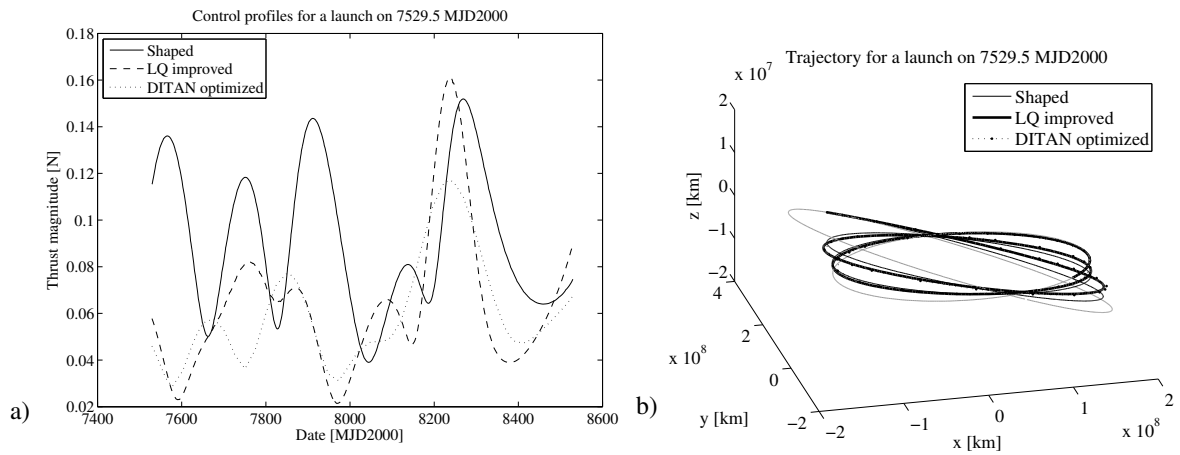 Control profiles for a launch on 7529.5 MJD2000
0.18
0.16
0.14
0.12
0.1
0.08
0.06
0.04
0.02
Thrust magnitude [N]
Shaped
LQ improved
DITAN optimized
7400
7600
7800
8000
8200
8400
8600
Date [MJD2000]
a)
Trajectory for a launch on 7529.5 MJD2000
x 10^7
Shaped
LQ improved
DITAN optimized
2
1
0
−1
−2
z [km]
4
2
0
−2
x 10^8
y [km]
−2
−1
0
1
2
x 10^8
x [km]
b)